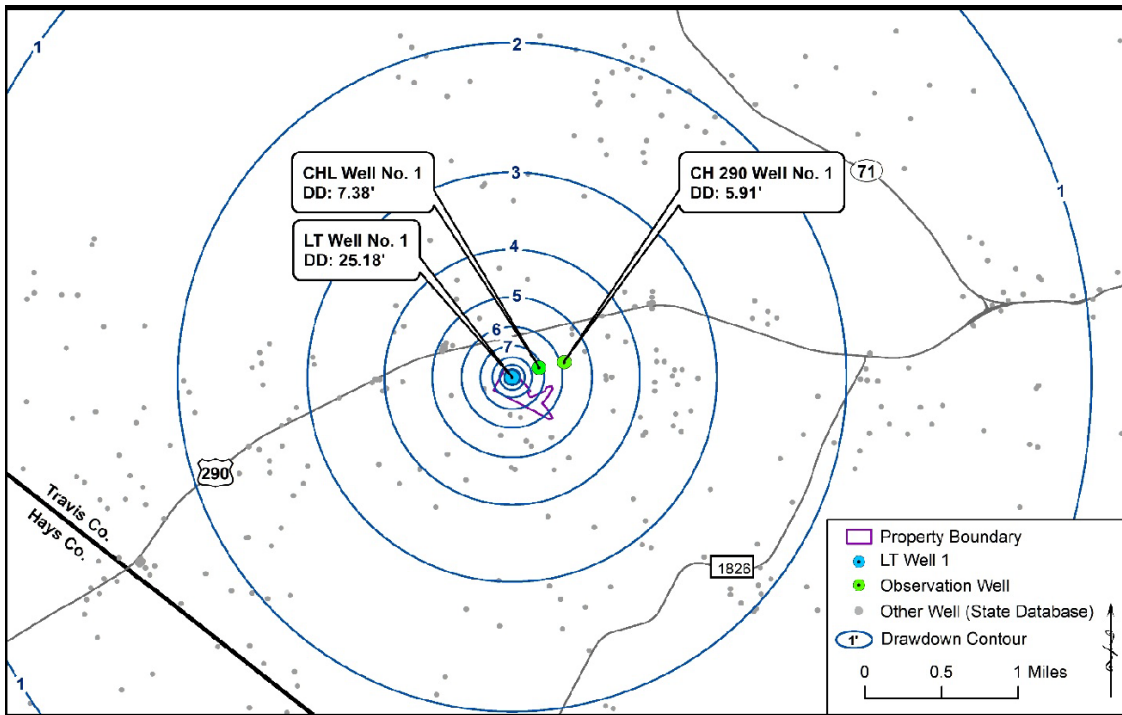 1
2
CHL Well No. 1
DD: 7.38'
3
CH 290 Well No. 1
DD: 5.91'
71
1
LT Well No. 1
DD: 25.18'
4
5
6
7
290
Travis Co.
Hays Co.
1826
1
Property Boundary
LT Well 1
Observation Well
Other Well (State Database)
1' Drawdown Contour
0 0.5 1 Miles